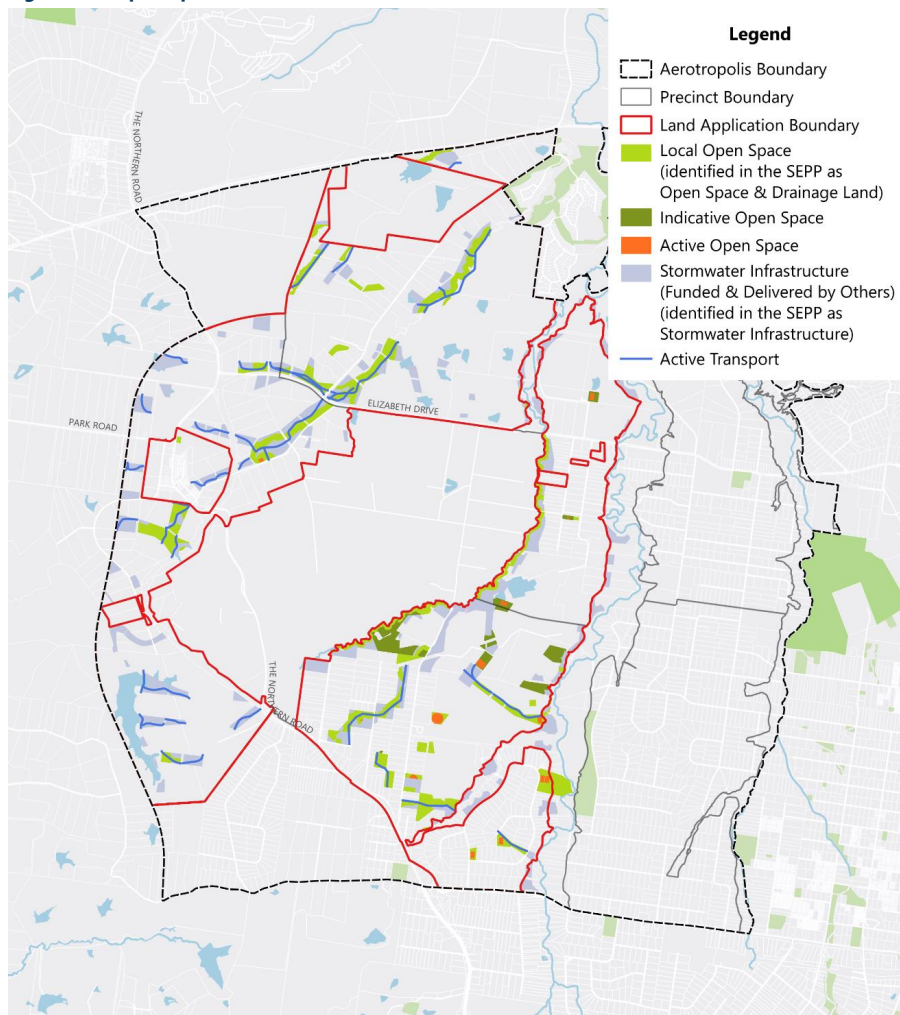 Legend
Aerotropolis Boundary
Precinct Boundary
Land Application Boundary
Local Open Space
(identified in the SEPP as
Open Space & Drainage Land)
Indicative Open Space
Active Open Space
Stormwater Infrastructure
(Funded & Delivered by Others)
(identified in the SEPP as
Stormwater Infrastructure)
Active Transport
THE NORTHERN ROAD
ELIZABETH DRIVE
PARK ROAD
THE NORTHERN ROAD